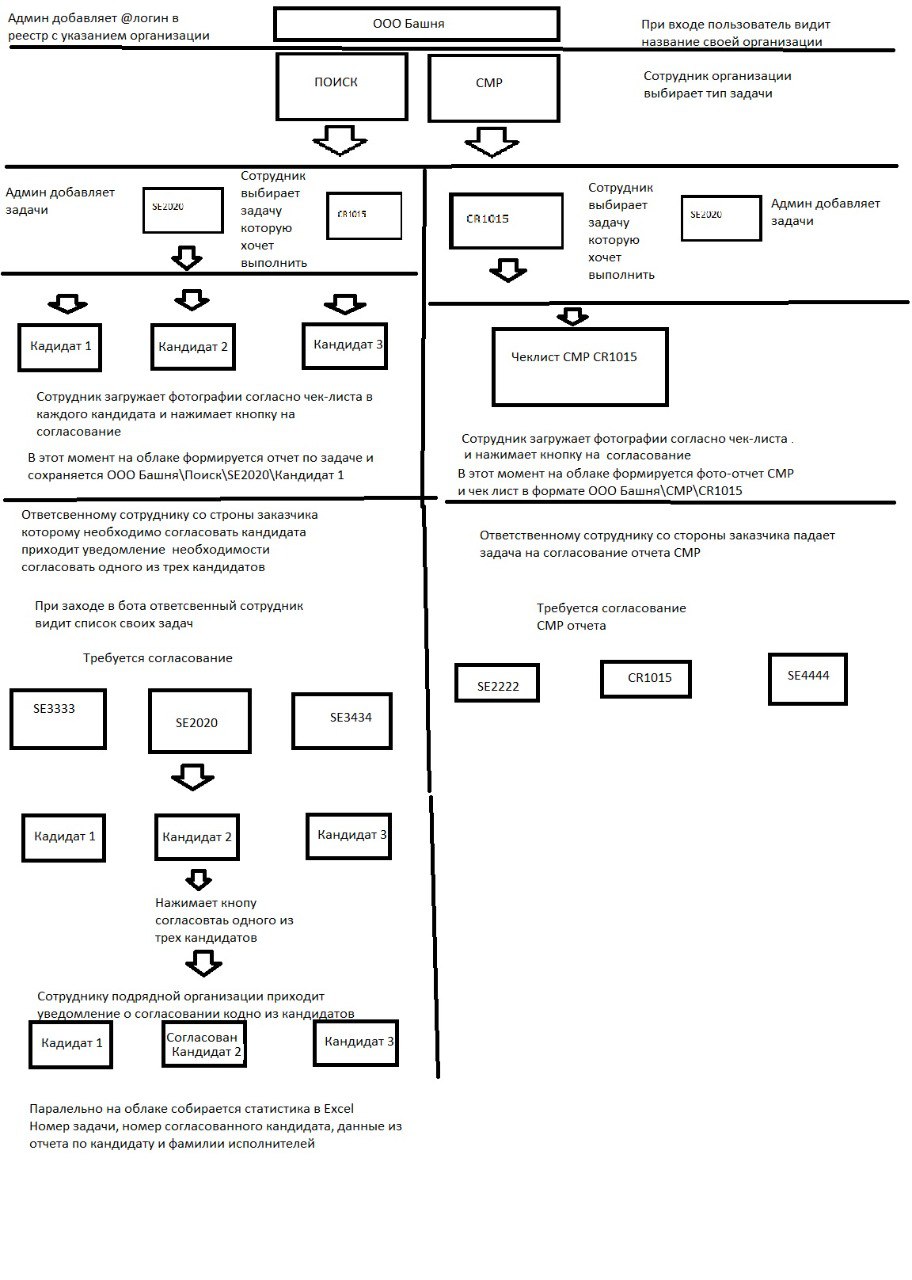 Админ добавляет @логин в
реестр с указанием организации
ООО Башня
При входе пользователь видит
название своей организации
ПОИСК
СМР
Сотрудник организации
выбирает тип задачи
Админ добавляет
задачи
SE2020
Сотрудник
выбирает
задачу
которую
хочет
выполнить
CR1015
CR1015
Сотрудник
выбирает
задачу
которую
хочет
выполнить
SE2020
Админ добавляет
задачи
Кадидат 1
Кандидат 2
Кандидат 3
Чеклист СМР CR1015
Сотрудник загружает фотографии согласно чек-листа в
каждого кандидата и нажимает кнопку на
согласование
В этот момент на облаке формируется отчет по задаче и
сохраняется ООО Башня\Поиск\SE2020\Кандидат 1
Сотрудник загружает фотографии согласно чек-листа .
и нажимает кнопку на согласование
В этот момент на облаке формируется фото-отчет СМР
и чек лист в формате ООО Башня\СМР\CR1015
Ответсвенному сотруднику со строны заказчика
которому необходимо согласовать кандидата
приходит уведомление необходимости
согласовать одного из трех кандидатов
При заходе в бота ответсвенный сотрудник
видит список своих задач
Требуется согласование
Ответственному сотруднику со стороны заказчика падает
задача на согласование отчета СМР
Требуется согласование
СМР отчета
SE3333
SE2020
SE3434
SE2222
CR1015
SE4444
Кадидат 1
Кандидат 2
Кандидат 3
Нажимает кнопу
согласовтаь одного из
трех кандидатов
Сотруднику подрядной организации приходит
уведомление о согласовании кодно из кандидатов
Кадидат 1
Согласован
Кандидат 2
Кандидат 3
Паралельно на облаке собирается статистика в Excel
Номер задачи, номер согласованного кандидата, данные из
отчета по кандидату и фамилии исполнителей